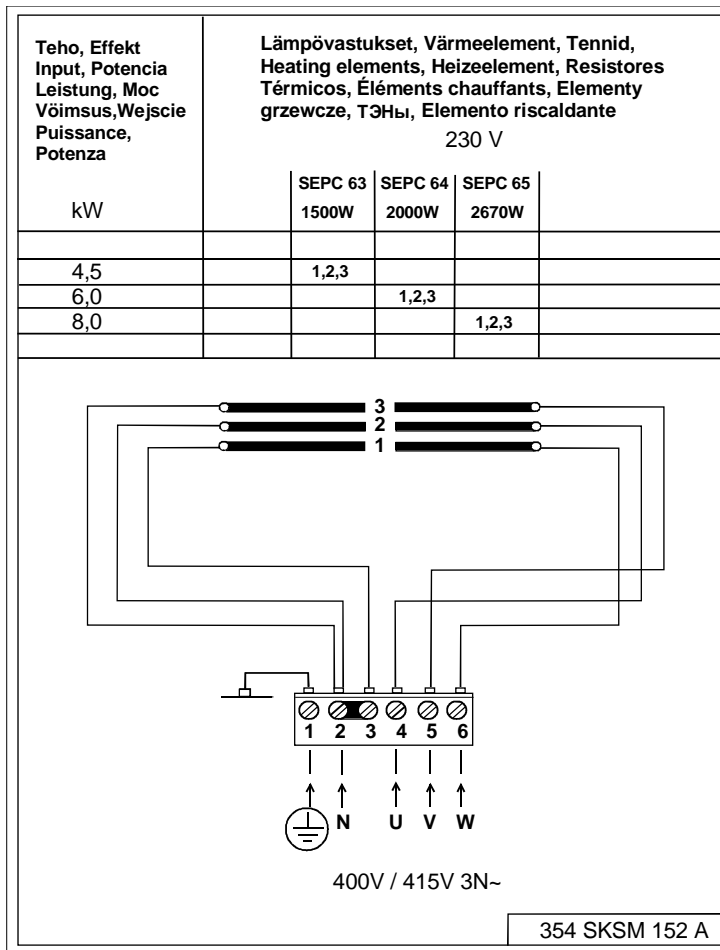 Teho, Effekt
Input, Potencia
Leistung, Moc
Vöimsus,Wejscie
Puissance,
Potenza
kW
Lämpövastukset, Värmeelement, Tennid,
Heating elements, Heizeelement, Resistores
Térmicos, Éléments chauffants, Elementy
grzewcze, ТЭНы, Elemento riscaldante
230 V
SEPC 63 SEPC 64 SEPC 65
1500W 2000W 2670W
4,5 1,2,3
6,0 1,2,3
8,0 1,2,3
3
2
1
1 2 3 4 5 6
N U V W
400V / 415V 3N~
354 SKSM 152 A